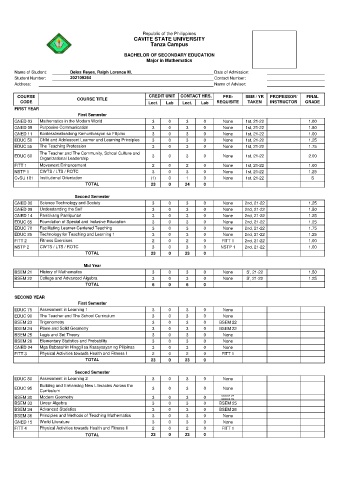 Republic of the Philippines
CAVITE STATE UNIVERSITY
Tanza Campus
BACHELOR OF SECONDARY EDUCATION
Major in Mathematics
Name of Student: Delos Reyes, Ralph Lorenze M. Date of Admission:
Student Number: Contact Number:
Address: Name of Adviser:
COURSE CODE COURSE TITLE CREDIT UNIT CONTACT HRS. PRE-REQUISITE SEM / YR TAKEN PROFESSOR/ INSTRUCTOR FINAL GRADE
Lect. Lab Lect. Lab
FIRST YEAR
First Semester
GNED 03 Mathematics in the Modern World 3 0 3 0 None 1st, 21-22 1.00
GNED 05 Purposive Communication 3 0 3 0 None 1st, 21-22 1.50
GNED 11 Kontekstwalisadong Komunikasyon sa Filipino 3 0 3 0 None 1st, 21-22 1.00
EDUC 50 Child and Adolescent Learner and Learning Principles 3 0 3 0 None 1st, 21-22 1.25
EDUC 55 The Teaching Profession 3 0 3 0 None 1st, 21-22 1.75
EDUC 60 The Teacher and The Community, School Culture and Organizational Leadership 3 0 3 0 None 1st, 21-22 2.00
FITT 1 Movement Enhancement 2 0 2 0 None 1st, 21-22 1.00
NSTP 1 CWTS / LTS / ROTC 3 0 3 0 None 1st, 21-22 1.25
CvSU 101 Institutional Orientation (1) 0 1 0 None 1st, 21-22 S
TOTAL 23 0 24 0
Second Semester
GNED 06 Science Technology and Society 3 0 3 0 None 2nd, 21-22 1.25
GNED 08 Understanding the Self 3 0 3 0 None 2nd, 21-22 1.50
GNED 14 Panitikang Panlipunan 3 0 3 0 None 2nd, 21-22 1.25
EDUC 65 Foundation of Special and Inclusive Education 3 0 3 0 None 2nd, 21-22 1.25
EDUC 70 Facilitating Learner-Centered Teaching 3 0 3 0 None 2nd, 21-22 1.75
EDUC 85 Technology for Teaching and Learning 1 3 0 3 0 None 2nd, 21-22 1.25
FITT 2 Fitness Exercises 2 0 2 0 FITT 1 2nd, 21-22 1.00
NSTP 2 CWTS / LTS / ROTC 3 0 3 0 NSTP 1 2nd, 21-22 1.00
TOTAL 23 0 23 0
Mid Year
BSEM 21 History of Mathematics 3 0 3 0 None 1.50
BSEM 22 College and Advanced Algebra 3 0 3 0 None 1.25
TOTAL 6 0 6 0
SECOND YEAR
First Semester
EDUC 75 Assessment in Learning 1 3 0 3 0 None
EDUC 90 The Teacher and The School Curriculum 3 0 3 0 None
BSEM 23 Trigonometry 3 0 3 0 BSEM 22
BSEM 24 Plane and Solid Geometry 3 0 3 0 BSEM 22
BSEM 25 Logic and Set Theory 3 0 3 0 None
BSEM 26 Elementary Statistics and Probability 3 0 3 0 None
GNED 04 Mga Babasahin Hinggil sa Kasaysayan ng Pilipinas 3 0 3 0 None
FITT 3 Physical Activities towards Health and Fitness I 2 0 2 0 FITT 1
TOTAL 23 0 23 0
Second Semester
EDUC 80 Assessment in Learning 2 3 0 3 0 None
EDUC 95 Building and Enhancing New Literacies Across the Curriculum 3 0 3 0 None
Modern Geometry 3 0 3 0
Linear Algebra 3 0 3 0
Advanced Statistics 3 0 3 0 BSEM 26
Principles and Methods of Teaching Mathematics 3 0 3 0 None
GNED 15 World Literature 3 0 3 0 None
FITT 4 Physical Activities towards Health and Fitness II 2 0 2 0 FITT 1
TOTAL 23 0 23 0